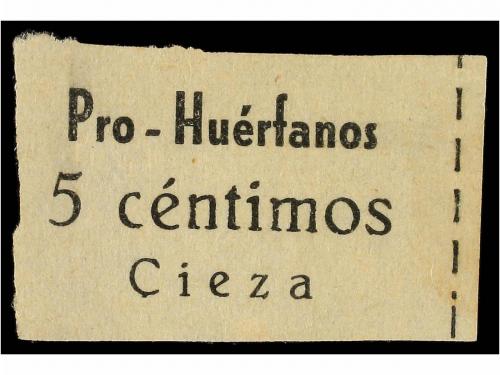 Pro - Huérfanos
5 céntimos
Cieza